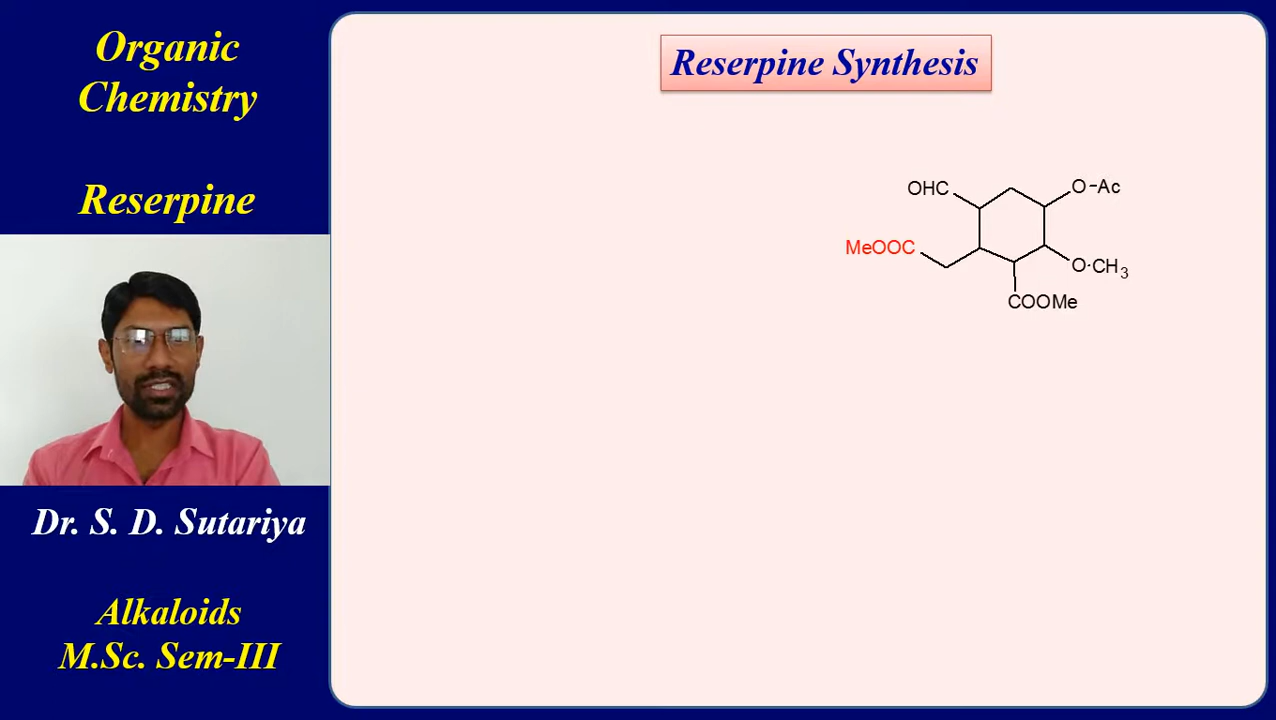 Organic
Chemistry
Reserpine
Dr. S. D. Sutariya
Alkaloids
M.Sc. Sem-III
Reserpine Synthesis
OHC
O-Ac
MeOOC
O·CH₃
COOMe